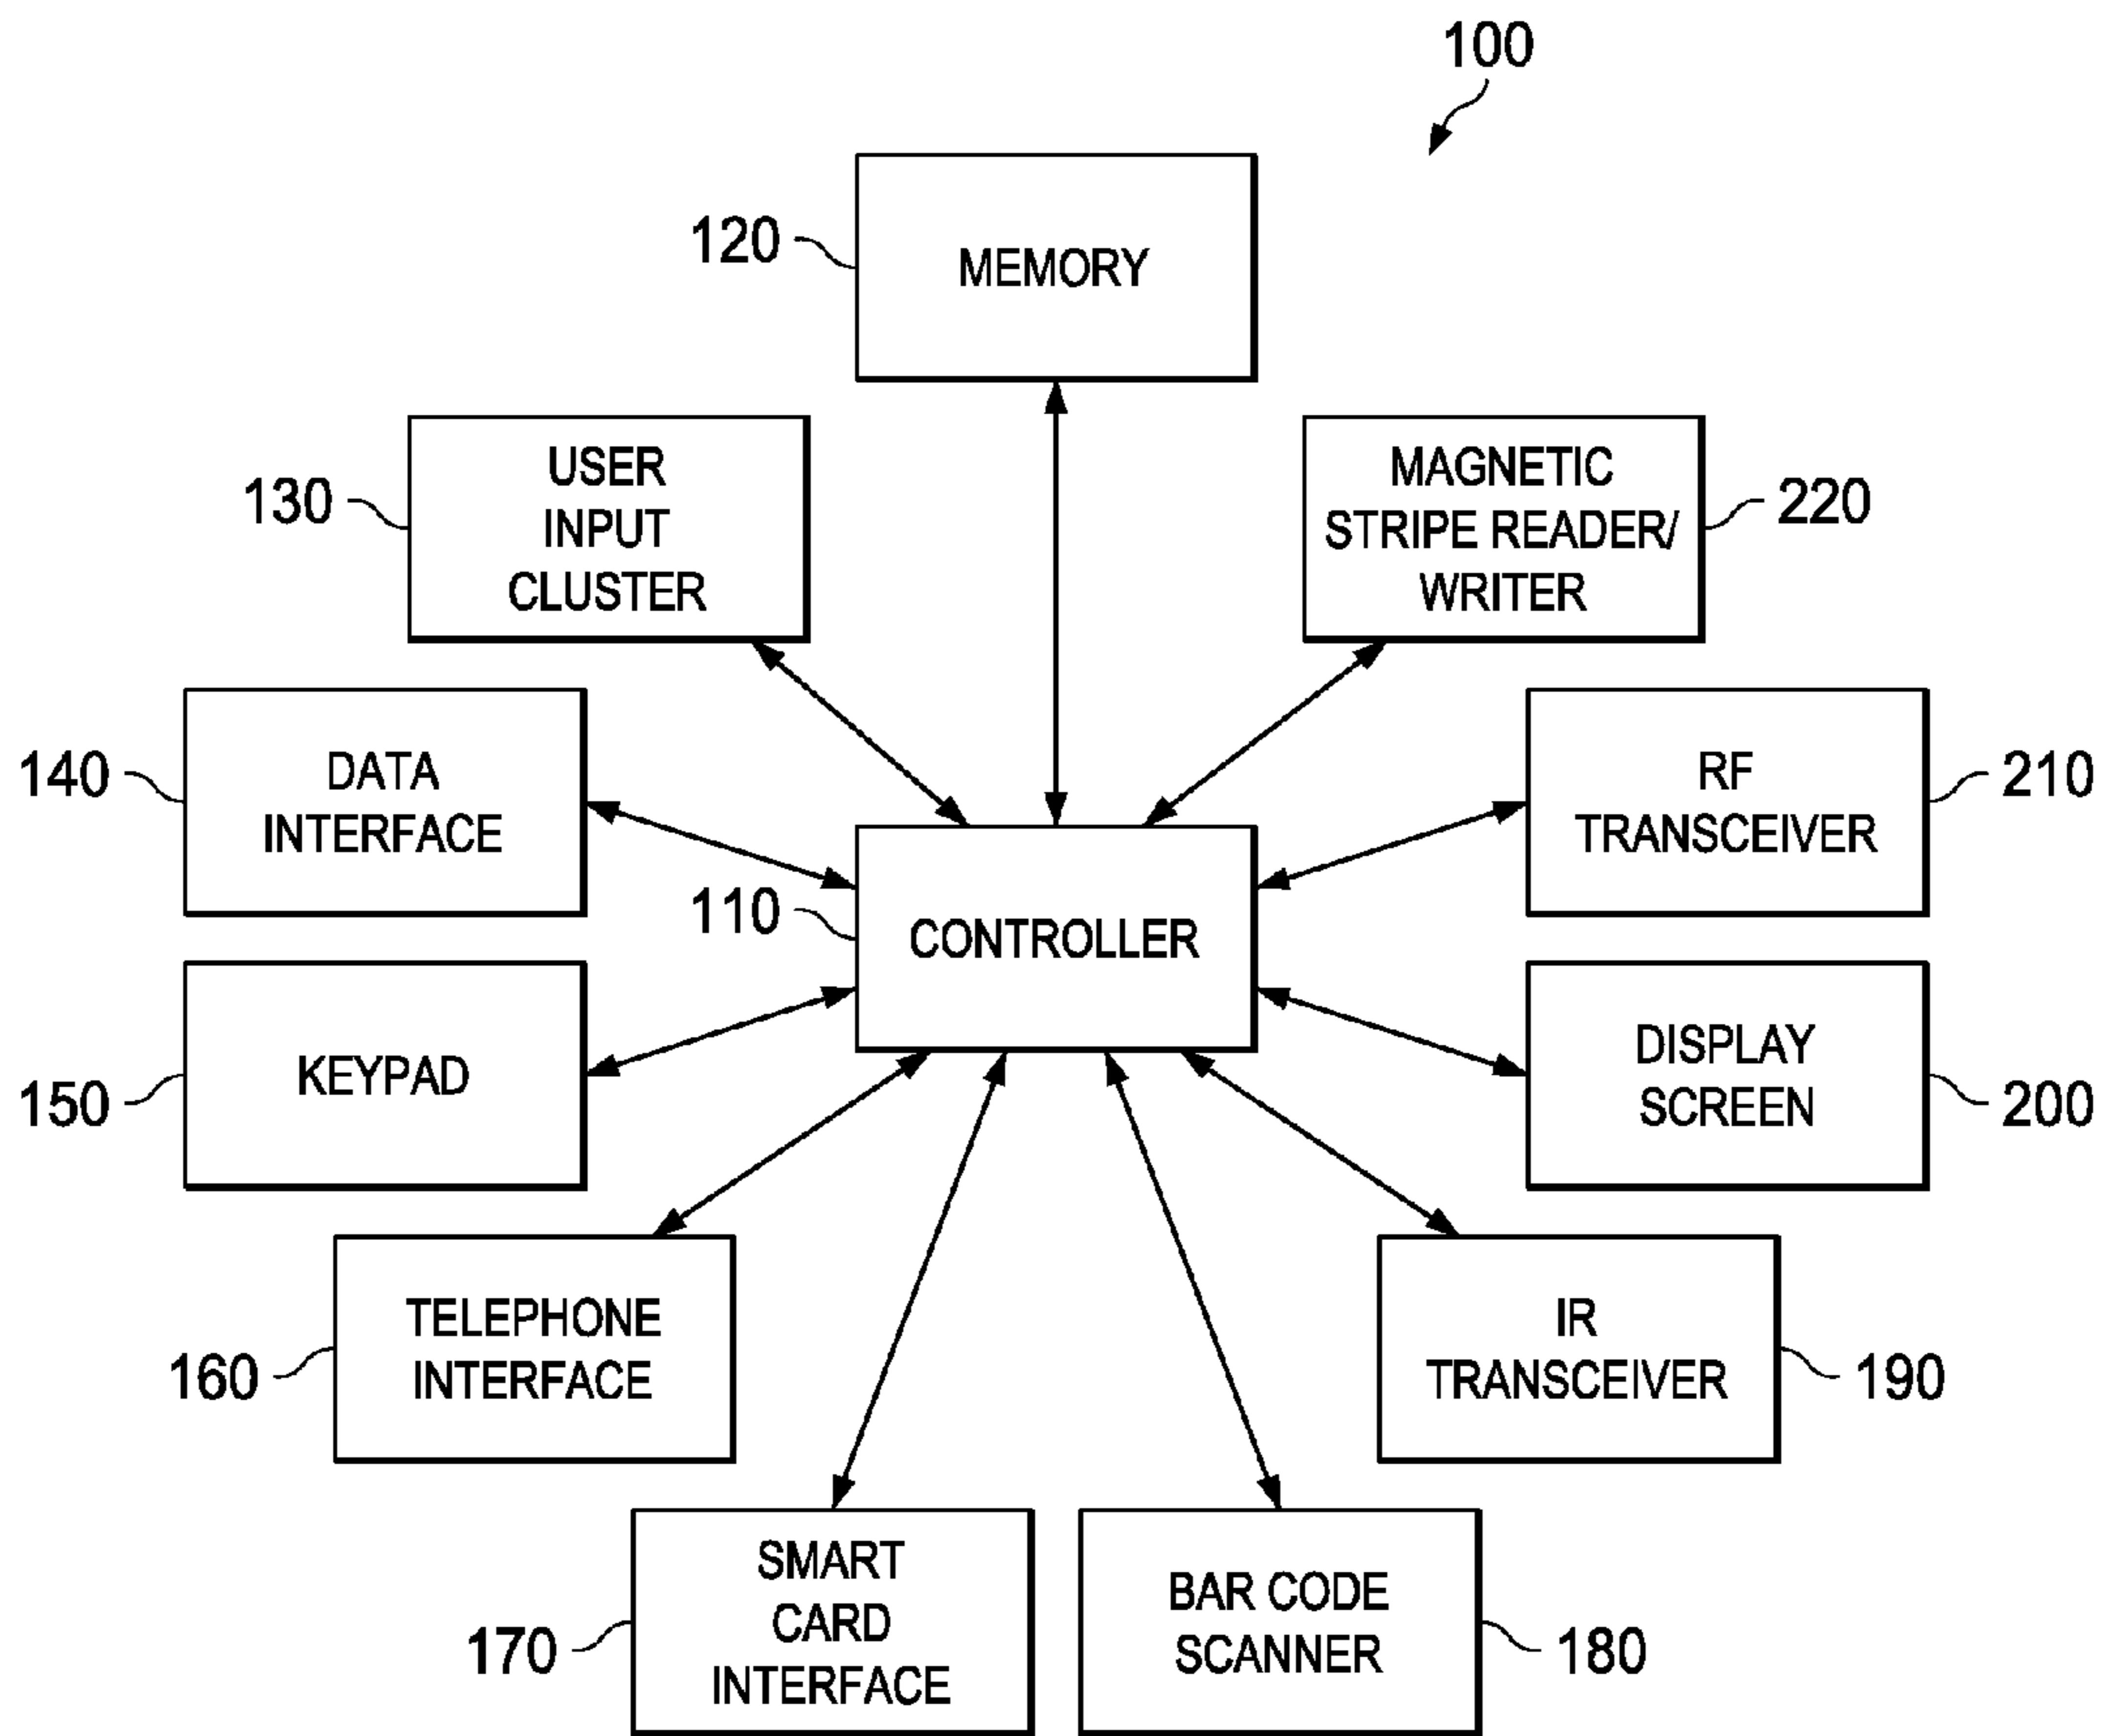 100
120
MEMORY
130
USER
INPUT
CLUSTER
MAGNETIC
STRIPE READER/
WRITER
220
140
DATA
INTERFACE
RF
TRANSCEIVER
210
110
CONTROLLER
150
KEYPAD
DISPLAY
SCREEN
200
160
TELEPHONE
INTERFACE
IR
TRANSCEIVER
190
170
SMART
CARD
INTERFACE
BAR CODE
SCANNER
180